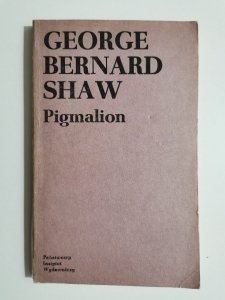 GEORGE
BERNARD
SHAW
Pigmalion
Państwowy
Instytut
Wydawniczy